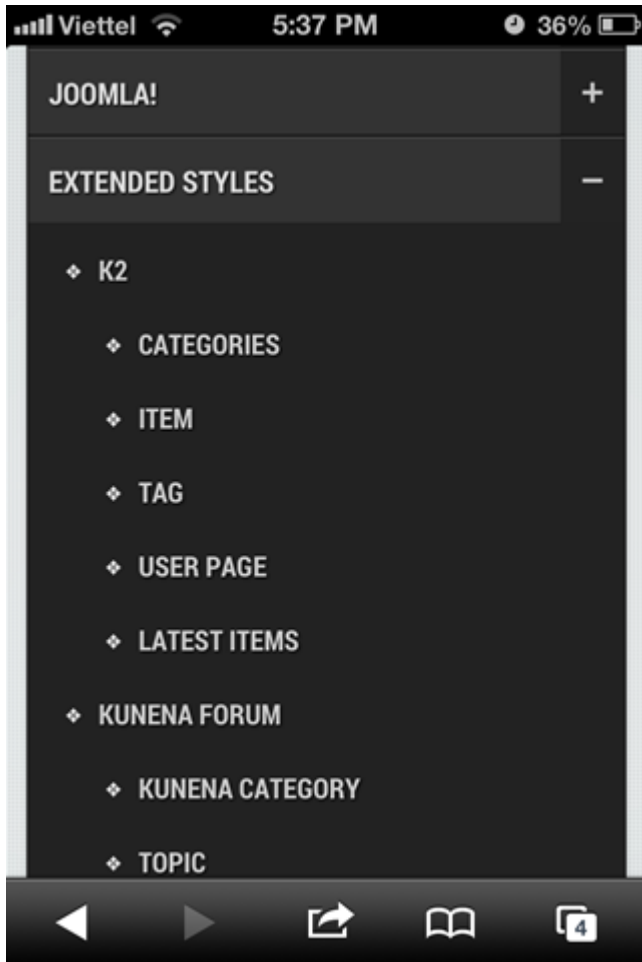 Viettel 5:37 PM 36%
JOOMLA! +
EXTENDED STYLES −
K2
CATEGORIES
ITEM
TAG
USER PAGE
LATEST ITEMS
KUNENA FORUM
KUNENA CATEGORY
TOPIC
4